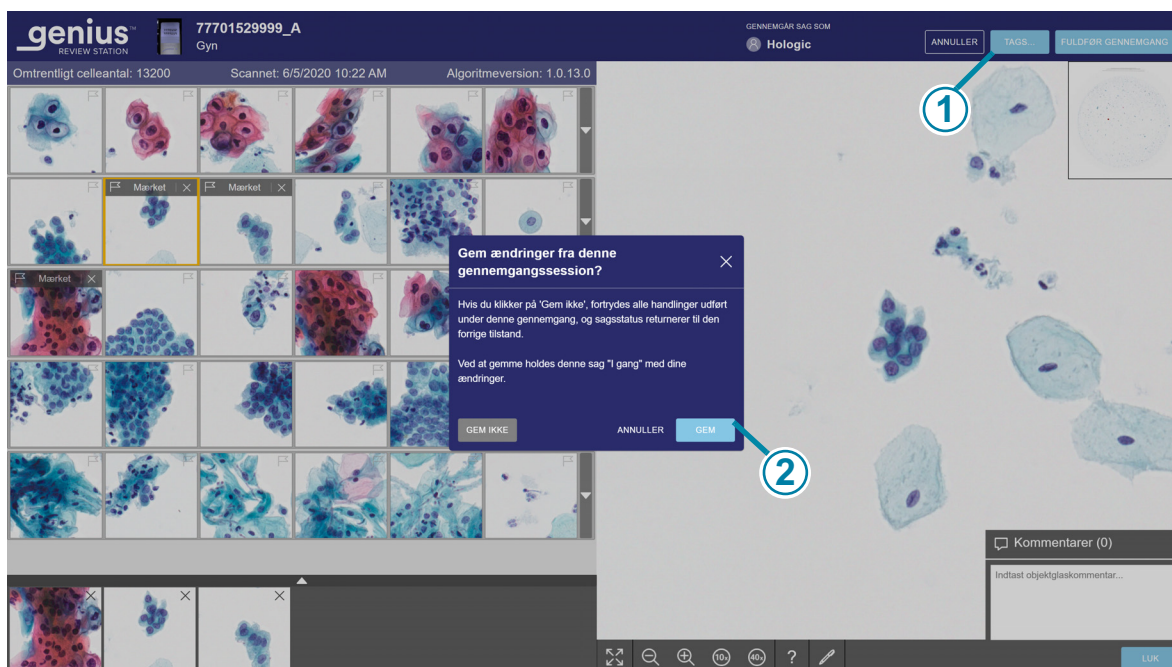 genius™
REVIEW STATION
77701529999_A
Gyn
GENNEMGÅR SAG SOM
Hologic
ANNULLER
TAGS...
FULDFØR GENNEMGANG
Omtrentligt celleantal: 13200
Scannet: 6/5/2020 10:22 AM
Algoritmeversion: 1.0.13.0
1
Mærket
Mærket
Mærket
Gem ændringer fra denne
gennemgangssession?
Hvis du klikker på 'Gem ikke', fortrydes alle handlinger udført
under denne gennemgang, og sagsstatus returnerer til den
forrige tilstand.
Ved at gemme holdes denne sag "I gang" med dine
ændringer.
GEM IKKE
ANNULLER
GEM
2
Kommentarer (0)
Indtast objektglaskommentar...
10x
40x
?
LUK